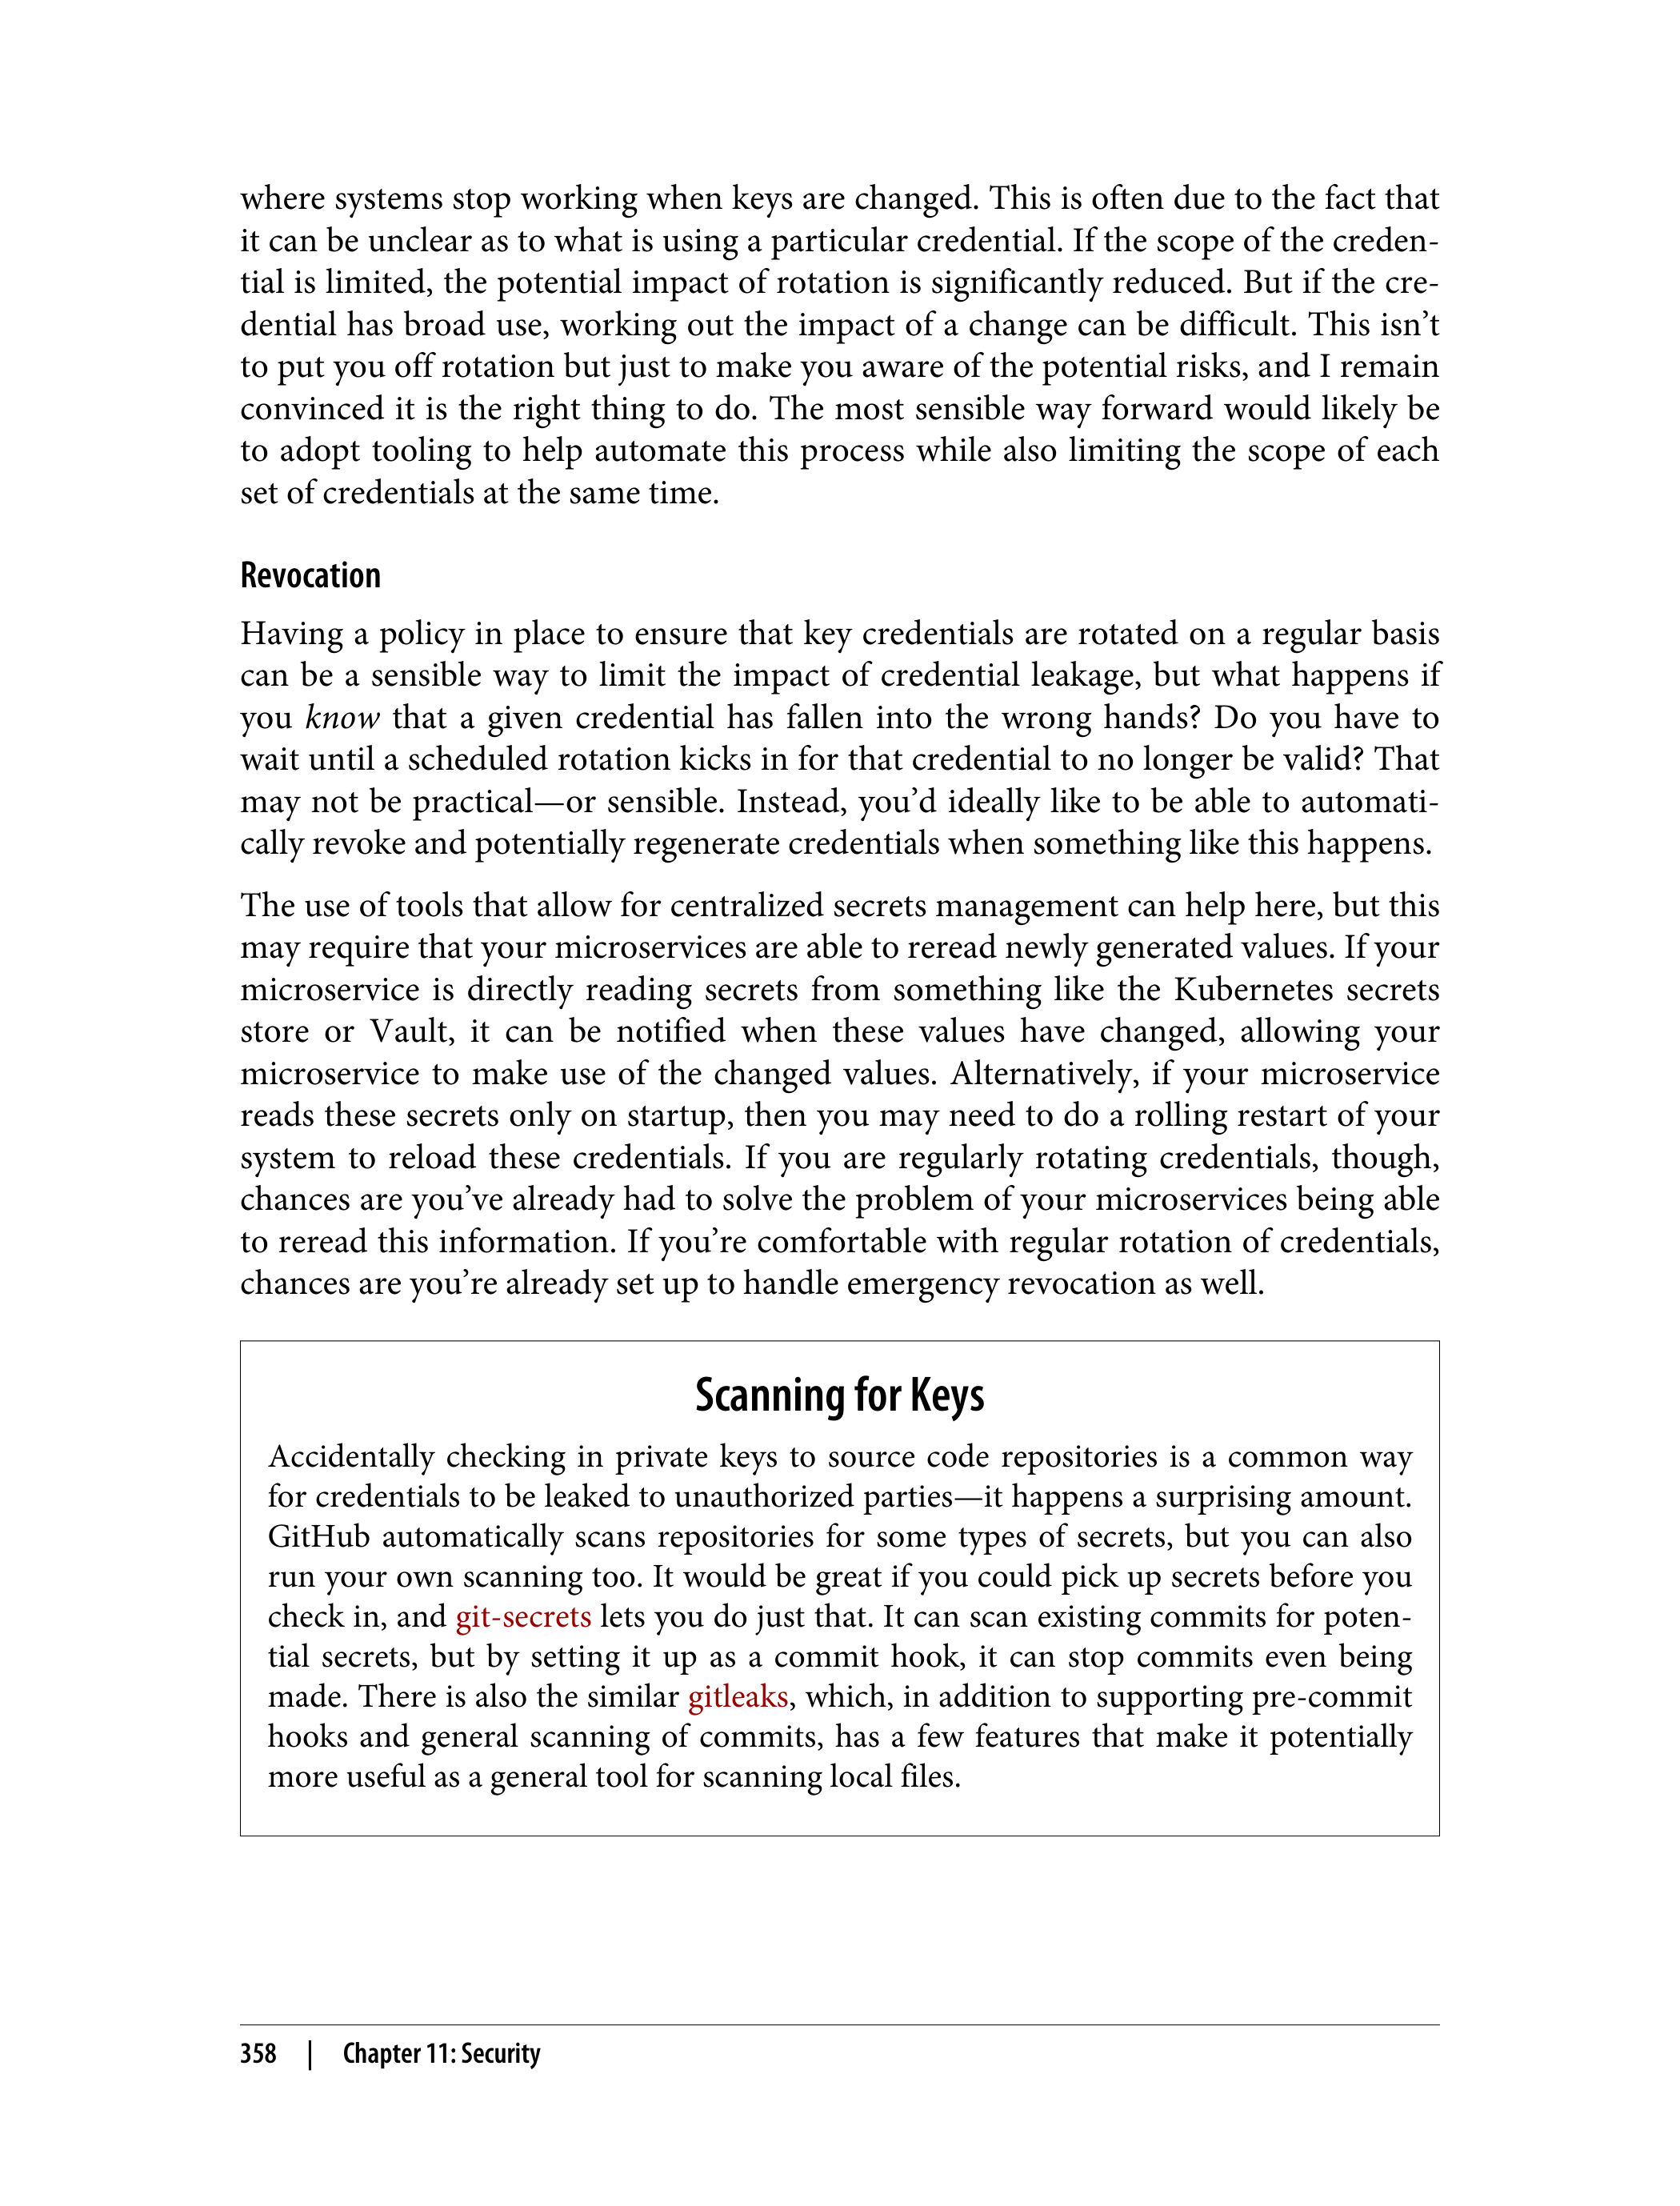 where systems stop working when keys are changed. This is often due to the fact that
it can be unclear as to what is using a particular credential. If the scope of the creden-
tial is limited, the potential impact of rotation is significantly reduced. But if the cre-
dential has broad use, working out the impact of a change can be difficult. This isn’t
to put you off rotation but just to make you aware of the potential risks, and I remain
convinced it is the right thing to do. The most sensible way forward would likely be
to adopt tooling to help automate this process while also limiting the scope of each
set of credentials at the same time.
Revocation
Having a policy in place to ensure that key credentials are rotated on a regular basis
can be a sensible way to limit the impact of credential leakage, but what happens if
you know that a given credential has fallen into the wrong hands? Do you have to
wait until a scheduled rotation kicks in for that credential to no longer be valid? That
may not be practical—or sensible. Instead, you’d ideally like to be able to automati-
cally revoke and potentially regenerate credentials when something like this happens.
The use of tools that allow for centralized secrets management can help here, but this
may require that your microservices are able to reread newly generated values. If your
microservice is directly reading secrets from something like the Kubernetes secrets
store or Vault, it can be notified when these values have changed, allowing your
microservice to make use of the changed values. Alternatively, if your microservice
reads these secrets only on startup, then you may need to do a rolling restart of your
system to reload these credentials. If you are regularly rotating credentials, though,
chances are you’ve already had to solve the problem of your microservices being able
to reread this information. If you’re comfortable with regular rotation of credentials,
chances are you’re already set up to handle emergency revocation as well.
Scanning for Keys
Accidentally checking in private keys to source code repositories is a common way
for credentials to be leaked to unauthorized parties—it happens a surprising amount.
GitHub automatically scans repositories for some types of secrets, but you can also
run your own scanning too. It would be great if you could pick up secrets before you
check in, and git-secrets lets you do just that. It can scan existing commits for poten-
tial secrets, but by setting it up as a commit hook, it can stop commits even being
made. There is also the similar gitleaks, which, in addition to supporting pre-commit
hooks and general scanning of commits, has a few features that make it potentially
more useful as a general tool for scanning local files.
358 | Chapter 11: Security